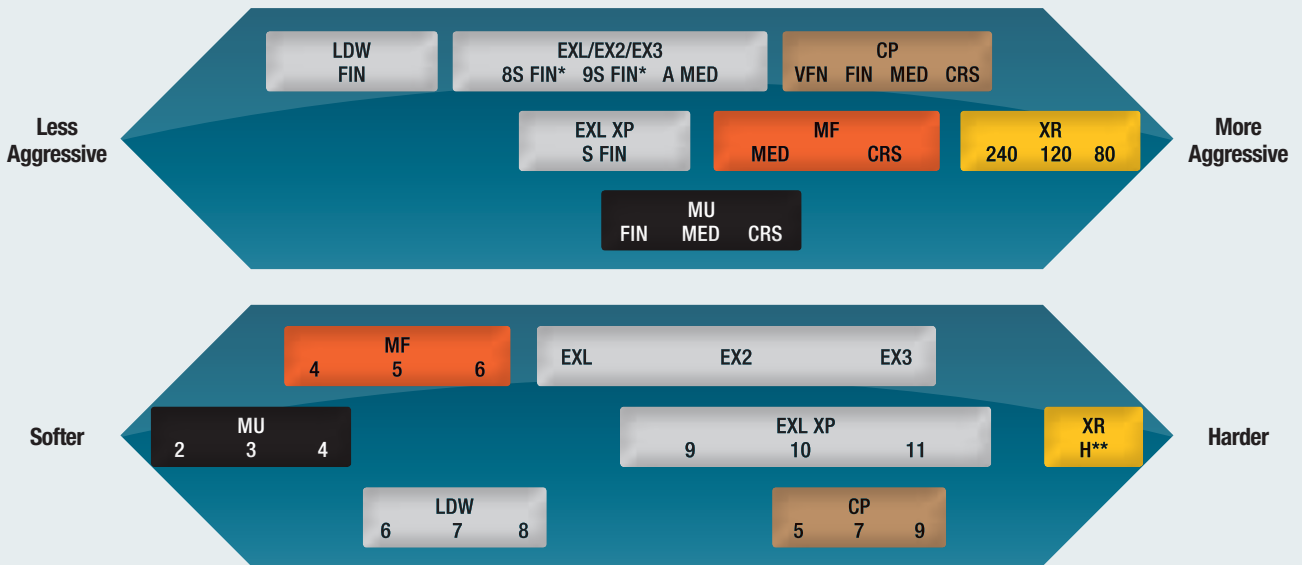 LDW
FIN
EXL/EX2/EX3
8S FIN* 9S FIN* A MED
CP
VFN FIN MED CRS
Less
Aggressive
EXL XP
S FIN
MF
MED CRS
XR
240 120 80
More
Aggressive
MU
FIN MED CRS
MF
4 5 6
EXL EX2 EX3
Softer
MU
2 3 4
EXL XP
9 10 11
XR
H**
Harder
LDW
6 7 8
CP
5 7 9